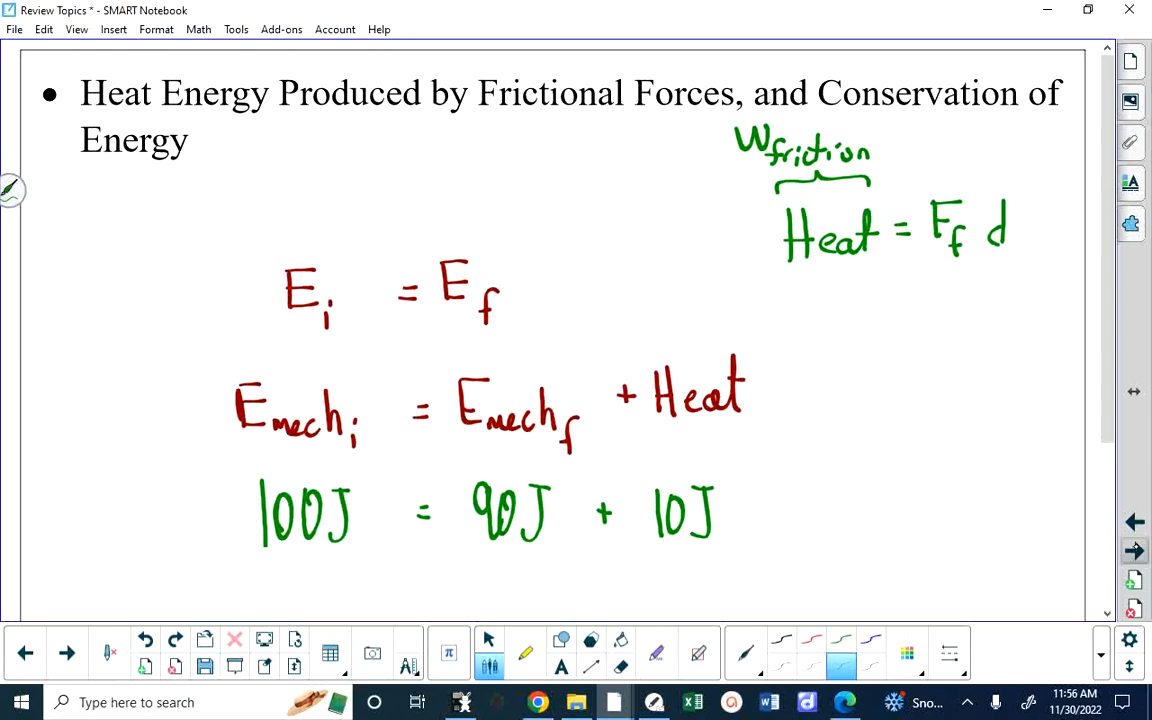 Review Topics * - SMART Notebook
File Edit View Insert Format Math Tools Add-ons Account Help
• Heat Energy Produced by Frictional Forces, and Conservation of
Energy
Wfriction
Heat = Ff d
Ei = Ef
Emechi = Emechf + Heat
100J = 90J + 10J
π
A
Type here to search
Sno...
11:56 AM
11/30/2022